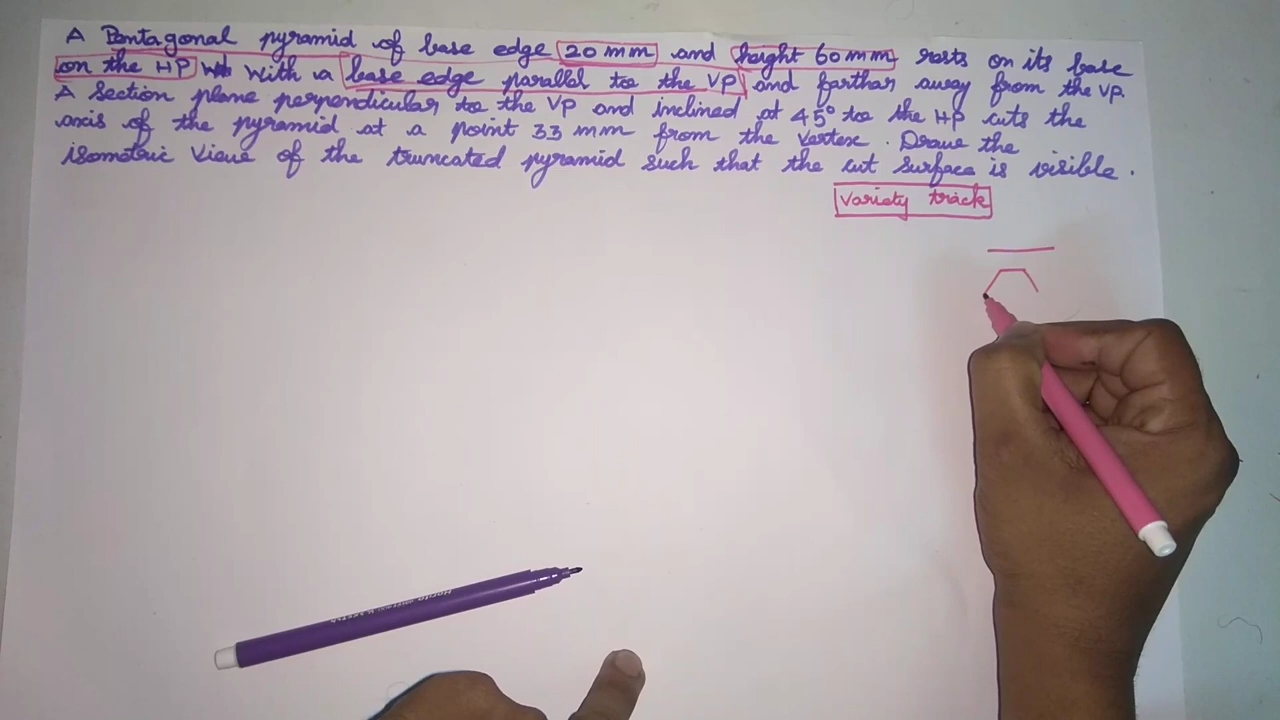 A Pentagonal pyramid of base edge 20 mm and height 60 mm rests on its base
on the HP with a base edge parallel to the VP and farthar away from the VP.
A section plane perpendicular to the VP and inclined at 45° to the HP cuts the
axis of the pyramid at a point 33 mm from the vertex. Draw the
isometric view of the truncated pyramid such that the cut surface is visible.
Variety track